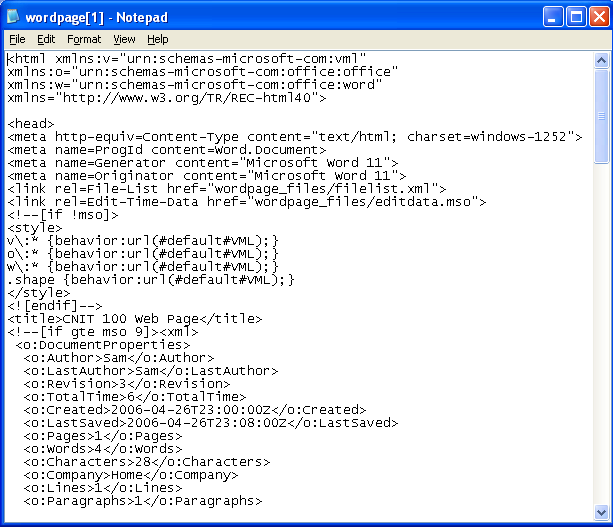 wordpage[1] - Notepad
File Edit Format View Help
<html xmlns:v="urn:schemas-microsoft-com:vml"
xmlns:o="urn:schemas-microsoft-com:office:office"
xmlns:w="urn:schemas-microsoft-com:office:word"
xmlns="http://www.w3.org/TR/REC-html40">

<head>
<meta http-equiv=Content-Type content="text/html; charset=windows-1252">
<meta name=ProgId content=Word.Document>
<meta name=Generator content="Microsoft Word 11">
<meta name=Originator content="Microsoft Word 11">
<link rel=File-List href="wordpage_files/filelist.xml">
<link rel=Edit-Time-Data href="wordpage_files/editdata.mso">
<!--[if !mso]>
<style>
v\:* {behavior:url(#default#VML);}
o\:* {behavior:url(#default#VML);}
w\:* {behavior:url(#default#VML);}
.shape {behavior:url(#default#VML);}
</style>
<![endif]-->
<title>CNIT 100 Web Page</title>
<!--[if gte mso 9]><xml>
 <o:DocumentProperties>
  <o:Author>Sam</o:Author>
  <o:LastAuthor>Sam</o:LastAuthor>
  <o:Revision>3</o:Revision>
  <o:TotalTime>6</o:TotalTime>
  <o:Created>2006-04-26T23:00:00Z</o:Created>
  <o:LastSaved>2006-04-26T23:08:00Z</o:LastSaved>
  <o:Pages>1</o:Pages>
  <o:Words>4</o:Words>
  <o:Characters>28</o:Characters>
  <o:Company>Home</o:Company>
  <o:Lines>1</o:Lines>
  <o:Paragraphs>1</o:Paragraphs>